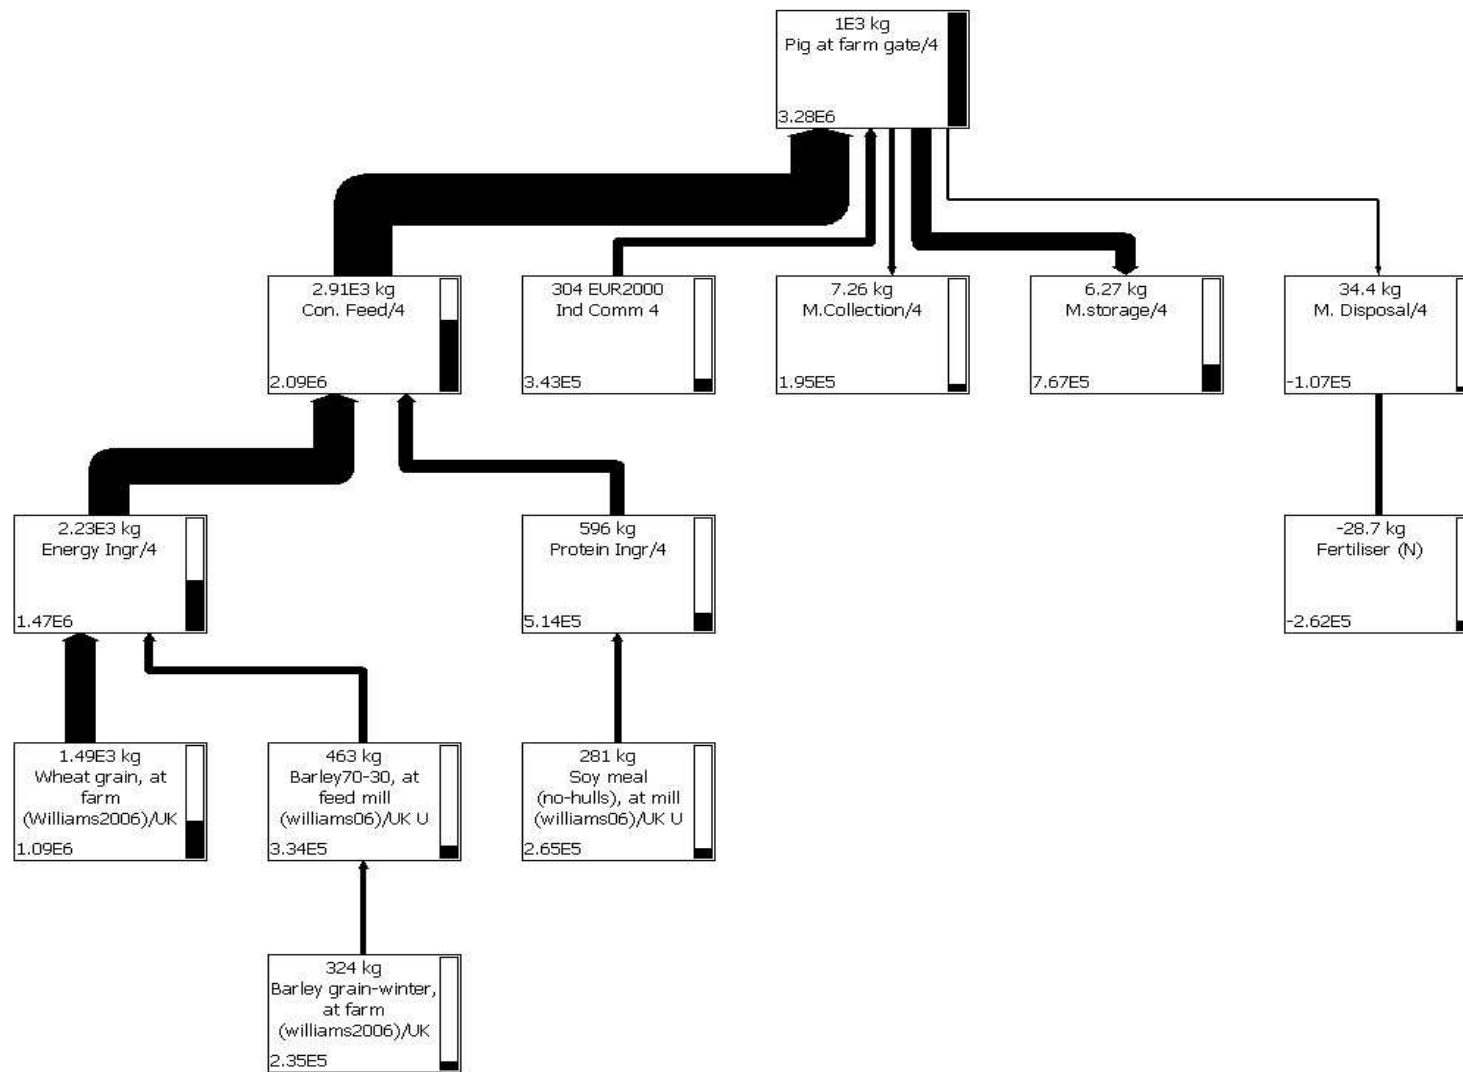 1E3 kg
Pig at farm gate/4
3.28E6
2.91E3 kg
Con. Feed/4
2.09E6
304 EUR2000
Ind Comm 4
3.43E5
7.26 kg
M.Collection/4
1.95E5
6.27 kg
M.storage/4
7.67E5
34.4 kg
M. Disposal/4
-1.07E5
2.23E3 kg
Energy Ingr/4
1.47E6
596 kg
Protein Ingr/4
5.14E5
-28.7 kg
Fertiliser (N)
-2.62E5
1.49E3 kg
Wheat grain, at
farm
(Williams2006)/UK
1.09E6
463 kg
Barley70-30, at
feed mill
(williams06)/UK U
3.34E5
281 kg
Soy meal
(no-hulls), at mill
(williams06)/UK U
2.65E5
324 kg
Barley grain-winter,
at farm
(williams2006)/UK
2.35E5